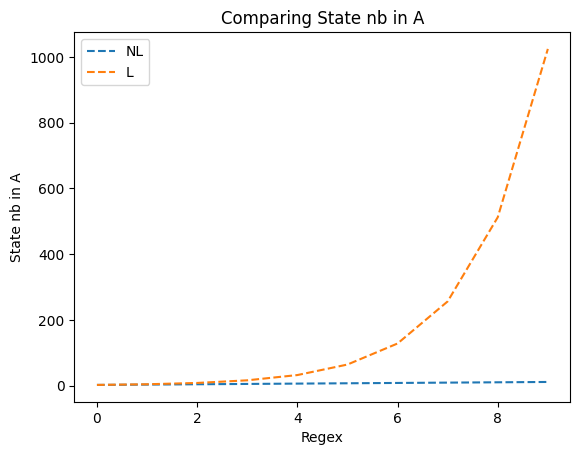 Comparing State nb in A
NL
L
State nb in A
1000
800
600
400
200
0
0 2 4 6 8
Regex